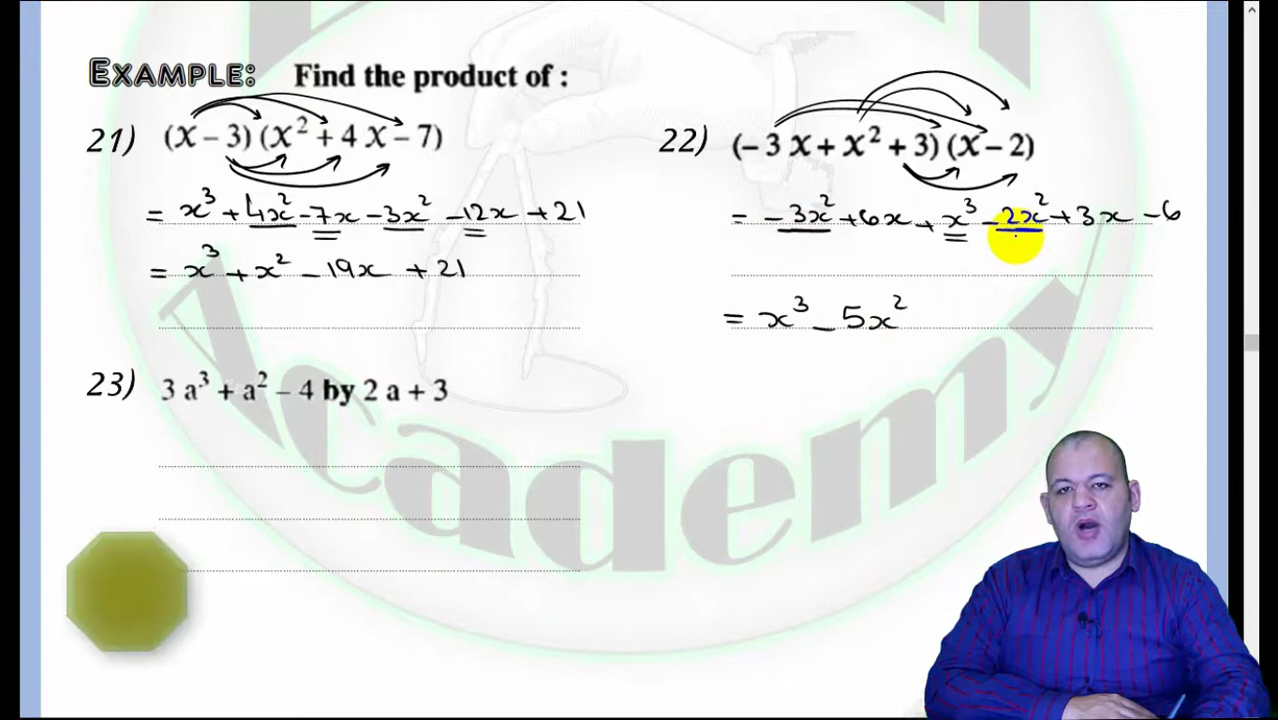 EXAMPLE: Find the product of :
21) (x – 3) (x² + 4 x – 7)
= x³ + 4x² - 7x - 3x² - 12x + 21
= x³ + x² - 19x + 21
22) (– 3 x + x² + 3) (x – 2)
= - 3x² + 6x + x³ - 2x² + 3x - 6
= x³ - 5x²
23) 3 a³ + a² – 4 by 2 a + 3
Academy